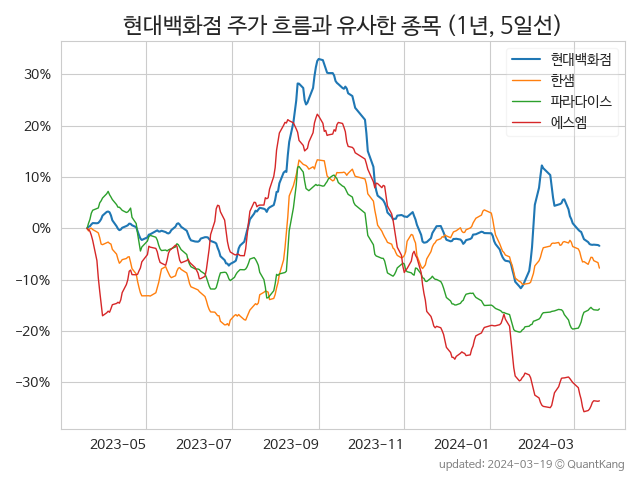 현대백화점 주가 흐름과 유사한 종목 (1년, 5일선)
현대백화점
한샘
파라다이스
에스엠
30%
20%
10%
0%
−10%
−20%
−30%
2023-05
2023-07
2023-09
2023-11
2024-01
2024-03
updated: 2024-03-19 © QuantKang